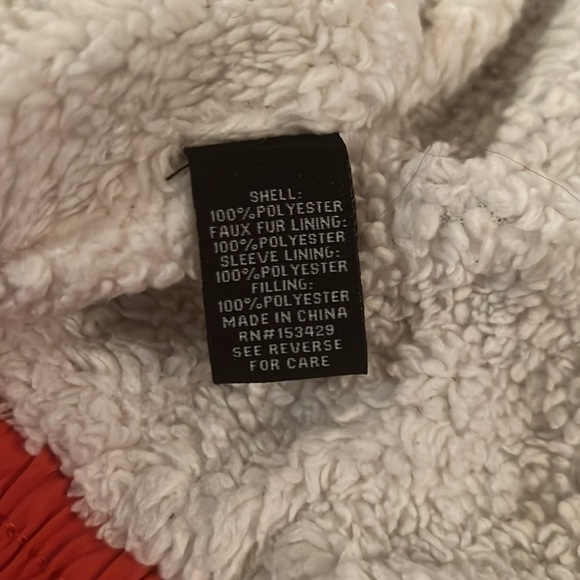 SHELL:
100%POLYESTER
FAUX FUR LINING:
100%POLYESTER
SLEEVE LINING:
100%POLYESTER
FILLING:
100%POLYESTER
MADE IN CHINA
RN#153429
SEE REVERSE
FOR CARE